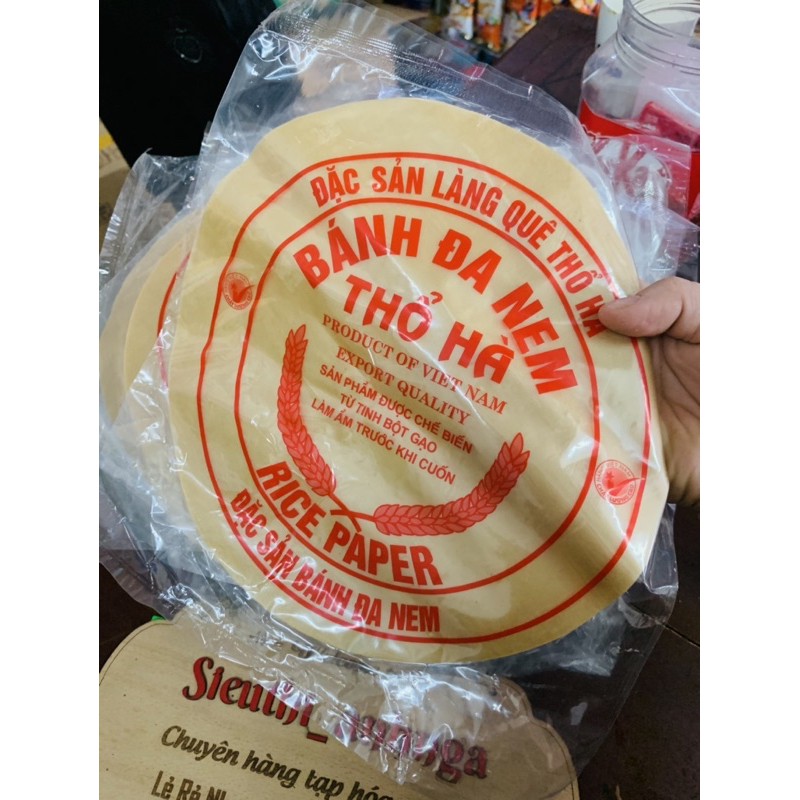 ĐẶC SẢN LÀNG QUÊ THỔ HÀ
BÁNH ĐA NEM
THỔ HÀ
PRODUCT OF VIET NAM
EXPORT QUALITY
SẢN PHẨM ĐƯỢC CHẾ BIẾN
TỪ TINH BỘT GẠO
LÀM ẨM TRƯỚC KHI CUỐN
RICE PAPER
ĐẶC SẢN BÁNH ĐA NEM
Chuyên hàng tạp hóa
Lẻ Rẻ